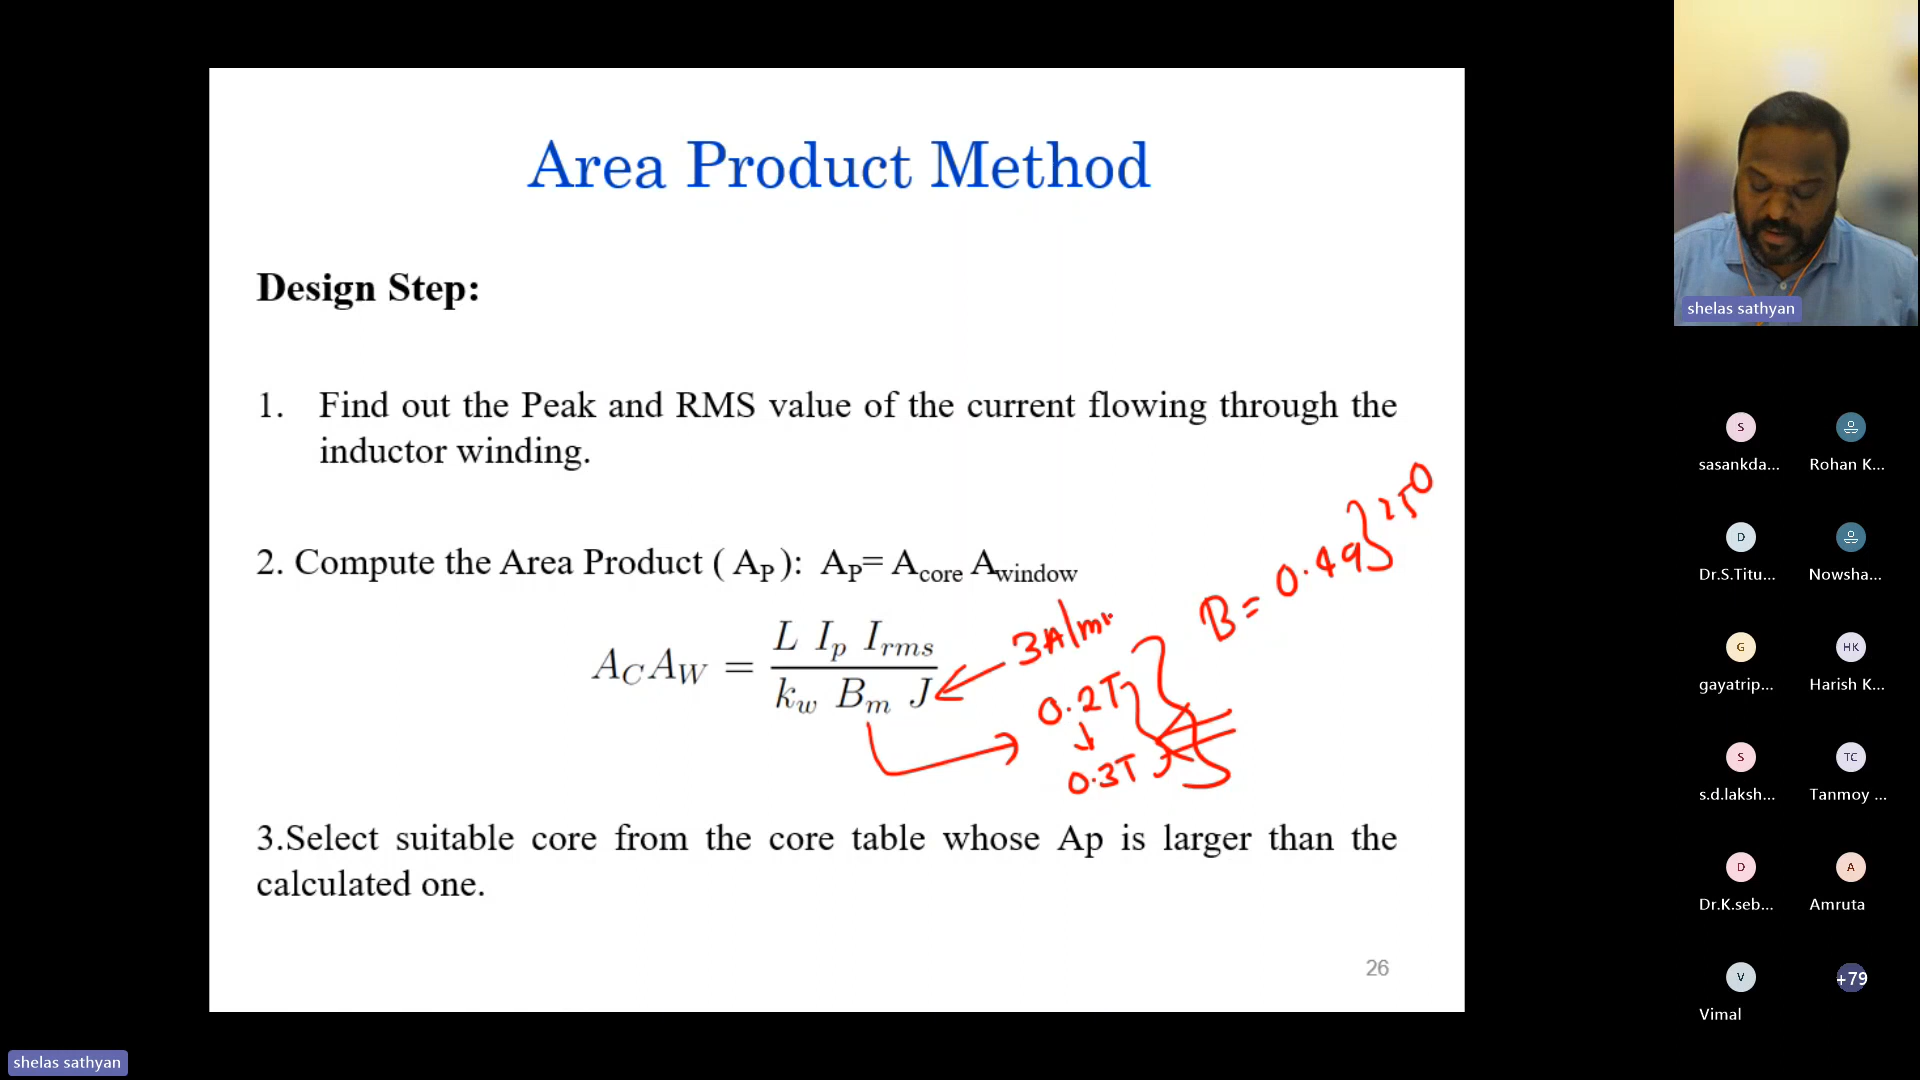 Area Product Method
Design Step:
1. Find out the Peak and RMS value of the current flowing through the
inductor winding.
2. Compute the Area Product ( AP ): AP= Acore Awindow
AC AW = L Ip Irms / kw Bm J
3A/m
0.2T
↓
0.3T
B = 0.49} 250
3.Select suitable core from the core table whose Ap is larger than the
calculated one.
26
shelas sathyan
S
sasankda...
Rohan K...
D
Dr.S.Titu...
Nowsha...
G
gayatrip...
HK
Harish K...
S
s.d.laksh...
TC
Tanmoy ...
D
Dr.K.seb...
A
Amruta
V
Vimal
+79
shelas sathyan